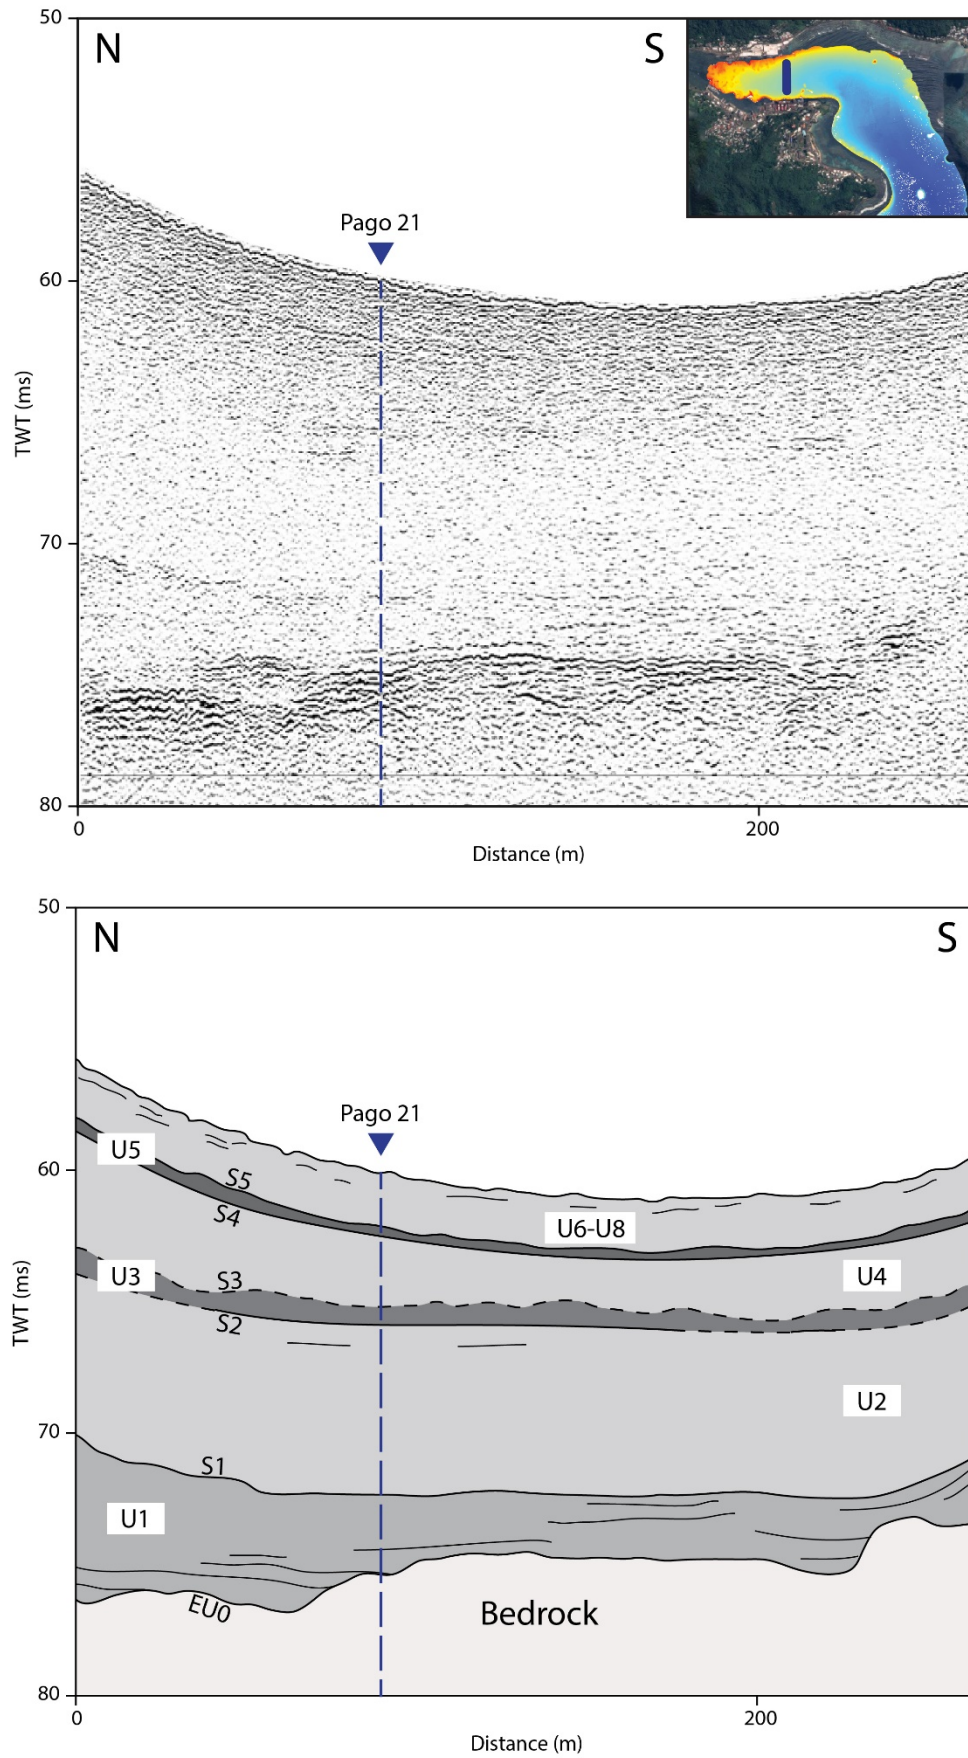 50
N
S
Pago 21
60
TWT (ms)
70
80
0
200
Distance (m)
50
N
S
Pago 21
60
U5
S5
S4
U6-U8
U3
S3
U4
S2
TWT (ms)
U2
70
S1
U1
EU0
Bedrock
80
0
200
Distance (m)